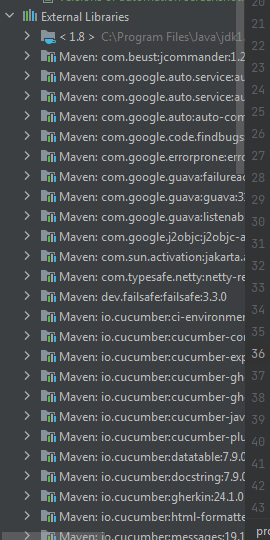 External Libraries
< 1.8 > C:\Program Files\Java\jdk1.
Maven: com.beust:jcommander:1.2
Maven: com.google.auto.service:au
Maven: com.google.auto.service:au
Maven: com.google.auto:auto-com
Maven: com.google.code.findbugs
Maven: com.google.errorprone:erro
Maven: com.google.guava:failureac
Maven: com.google.guava:guava:3
Maven: com.google.guava:listenab
Maven: com.google.j2objc:j2objc-a
Maven: com.sun.activation:jakarta.a
Maven: com.typesafe.netty:netty-re
Maven: dev.failsafe:failsafe:3.3.0
Maven: io.cucumber:ci-environme
Maven: io.cucumber:cucumber-cor
Maven: io.cucumber:cucumber-exp
Maven: io.cucumber:cucumber-ghe
Maven: io.cucumber:cucumber-ghe
Maven: io.cucumber:cucumber-jav
Maven: io.cucumber:cucumber-plu
Maven: io.cucumber:datatable:7.9.0
Maven: io.cucumber:docstring:7.9.0
Maven: io.cucumber:gherkin:24.1.0
Maven: io.cucumber:html-formatte
Maven: io.cucumber:messages:19.1
20
21
22
23
24
25
26
27
28
29
30
31
32
33
34
35
36
37
38
39
40
41
42
43
pro